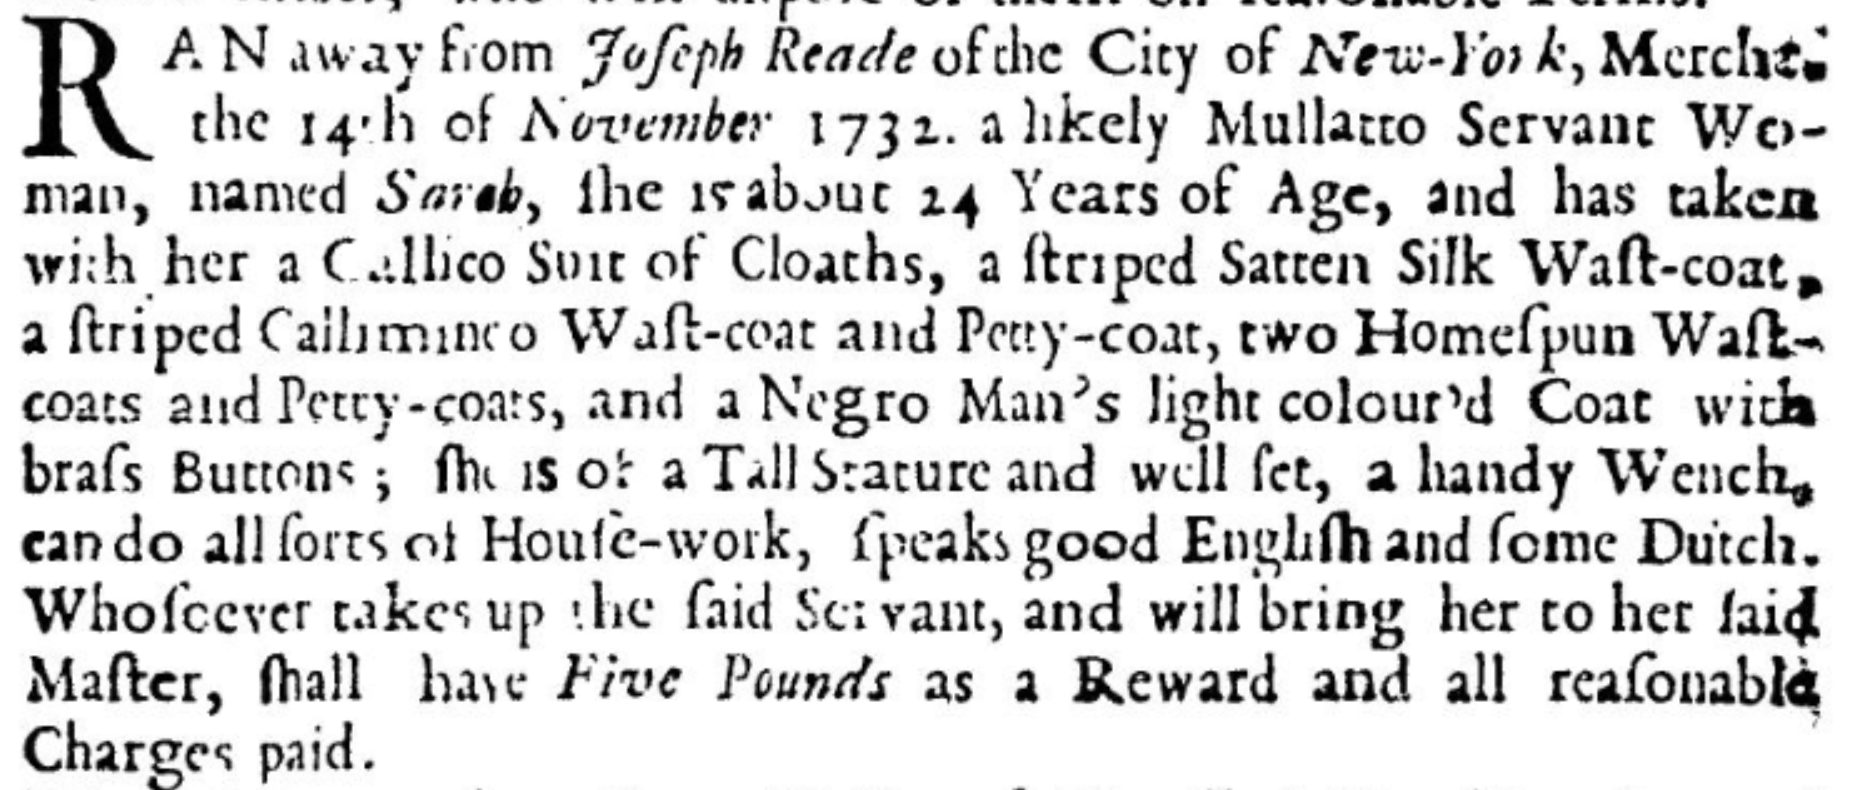 RAN away from Joſeph Reade of the City of New-York, Mercht.
the 14th of November 1732. a likely Mullatto Servant Wo-
man, named Sarah, ſhe is about 24 Years of Age, and has taken
with her a Callico Suit of Cloaths, a ſtriped Satten Silk Waſt-coat,
a ſtriped Calliminco Waſt-coat and Petty-coat, two Homeſpun Waſt-
coats and Petty-coats, and a Negro Man's light colour'd Coat with
braſs Buttons; ſhe is of a Tall Stature and well ſet, a handy Wench,
can do all ſorts of Houſe-work, ſpeaks good Engliſh and ſome Dutch.
Whoſoever takes up the ſaid Servant, and will bring her to her ſaid
Maſter, ſhall have Five Pounds as a Reward and all reaſonable
Charges paid.